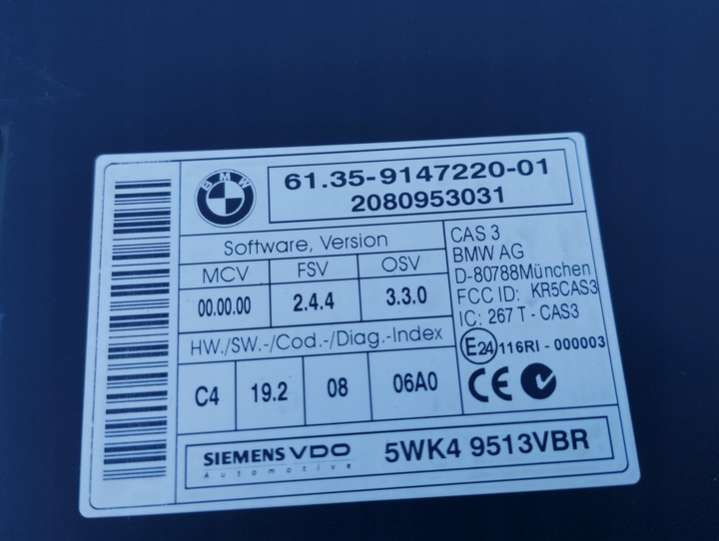 BMW
61.35-9147220-01
2080953031
Software, Version
MCV FSV OSV
00.00.00 2.4.4 3.3.0
HW./SW.-/Cod.-/Diag.-Index
C4 19.2 08 06A0
CAS 3
BMW AG
D-80788München
FCC ID: KR5CAS3
IC: 267 T - CAS3
E24 116RI - 000003
CE
SIEMENS VDO
Automotive
5WK4 9513VBR